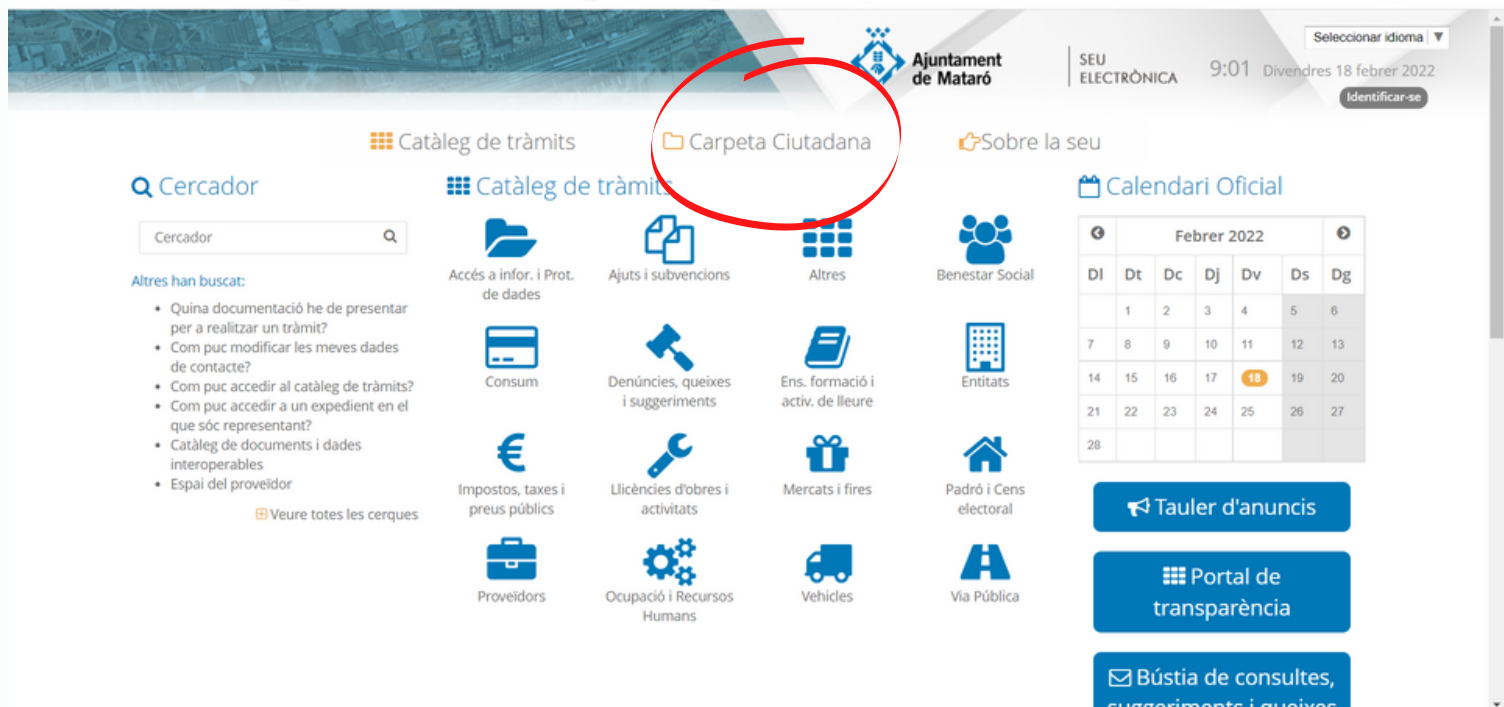 Seleccionar idioma
Ajuntament
de Mataró
SEU
ELECTRÒNICA
9:01 Divendres 18 febrer 2022
Identificar-se
Catàleg de tràmits
Carpeta Ciutadana
Sobre la seu
Cercador
Cercador
Altres han buscat:
• Quina documentació he de presentar
per a realitzar un tràmit?
• Com puc modificar les meves dades
de contacte?
• Com puc accedir al catàleg de tràmits?
• Com puc accedir a un expedient en el
que sóc representant?
• Catàleg de documents i dades
interoperables
• Espai del proveïdor
Veure totes les cerques
Catàleg de tràmits
Accés a infor. i Prot.
de dades
Ajuts i subvencions
Altres
Benestar Social
Consum
Denúncies, queixes
i suggeriments
Ens. formació i
activ. de lleure
Entitats
Impostos, taxes i
preus públics
Llicències d'obres i
activitats
Mercats i fires
Padró i Cens
electoral
Proveïdors
Ocupació i Recursos
Humans
Vehicles
Via Pública
Calendari Oficial
Febrer 2022
Dl Dt Dc Dj Dv Ds Dg
1 2 3 4 5 6
7 8 9 10 11 12 13
14 15 16 17 18 19 20
21 22 23 24 25 26 27
28
Tauler d'anuncis
Portal de
transparència
Bústia de consultes,
suggeriments i queixes